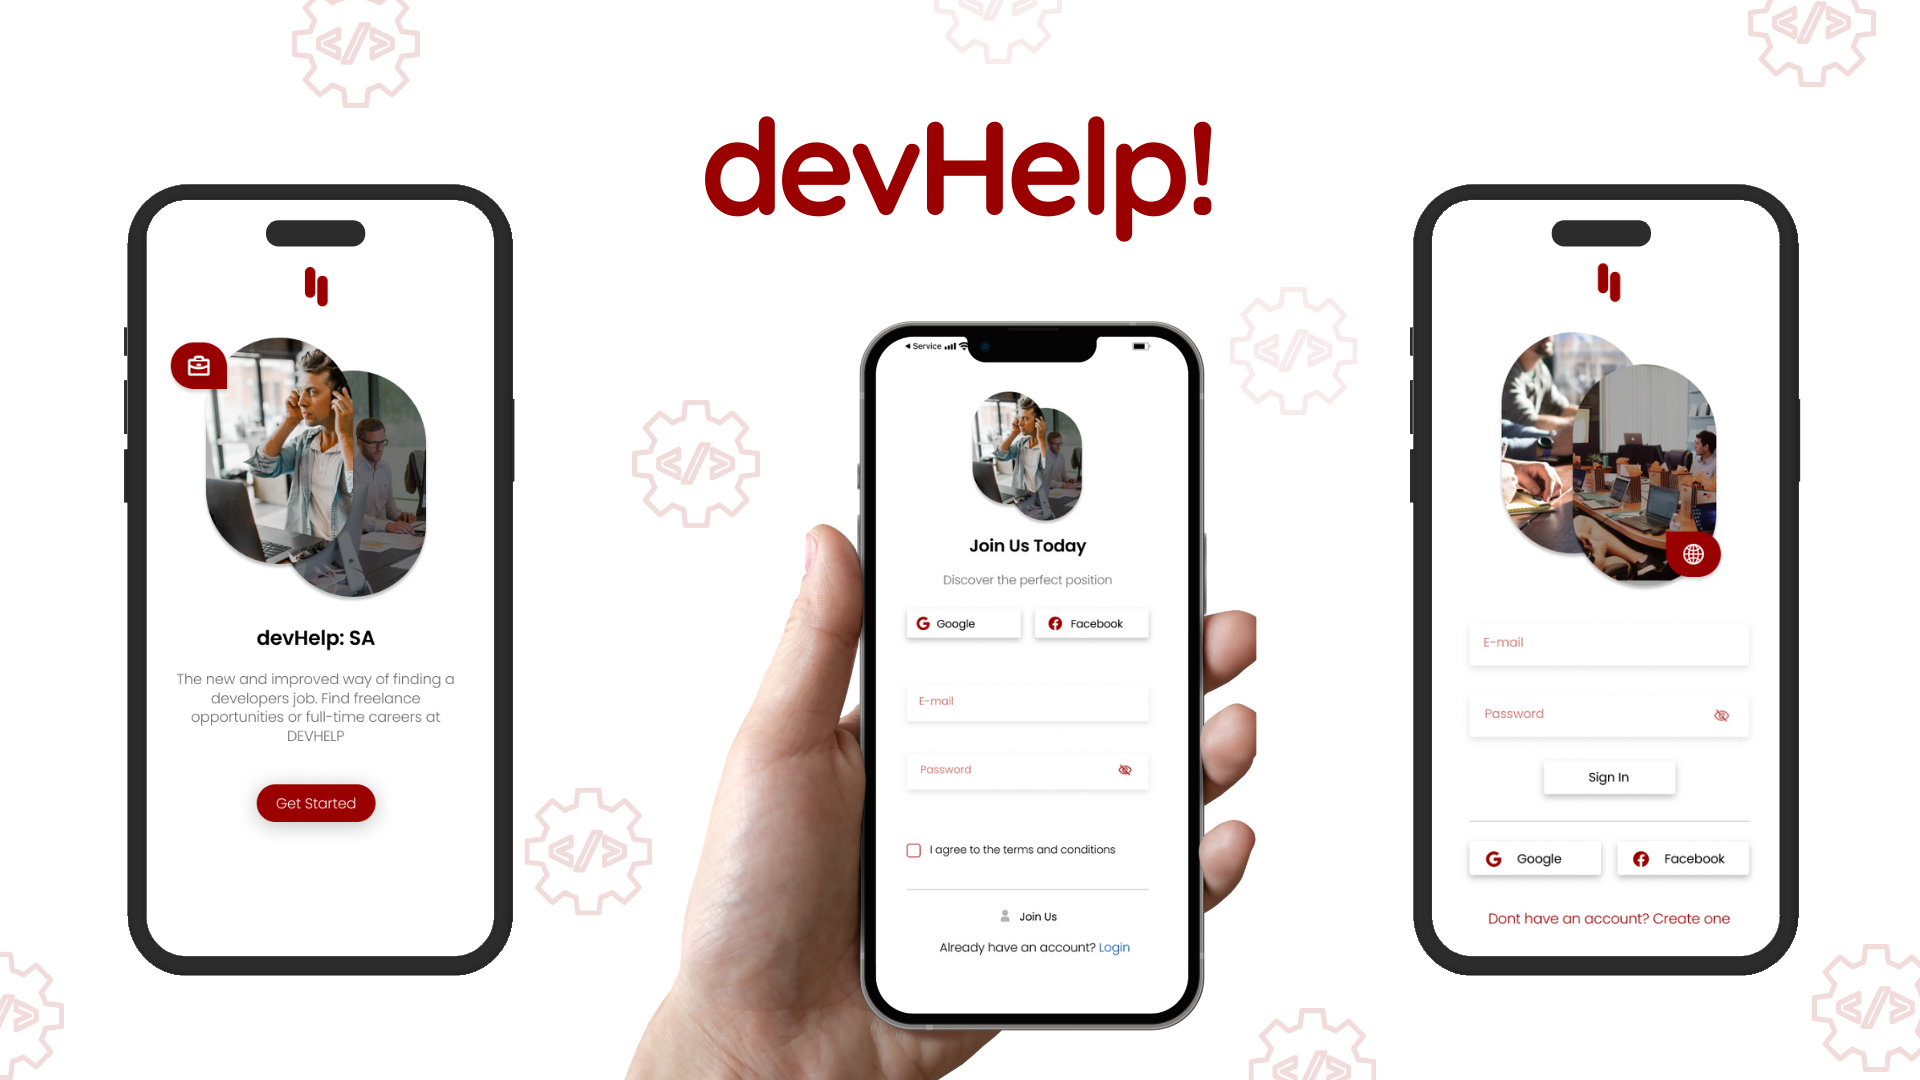 devHelp!
devHelp: SA
The new and improved way of finding a
developers job. Find freelance
opportunities or full-time careers at
DEVHELP
Get Started
Service
Join Us Today
Discover the perfect position
Google
Facebook
E-mail
Password
I agree to the terms and conditions
Join Us
Already have an account? Login
E-mail
Password
Sign In
Google
Facebook
Dont have an account? Create one